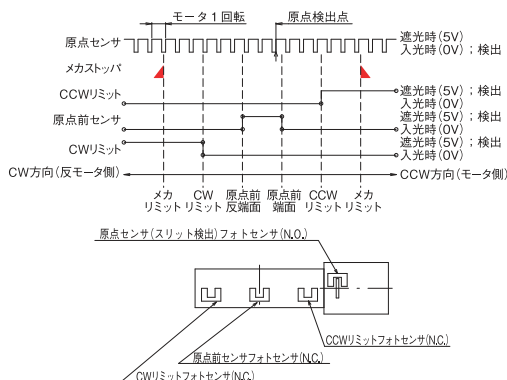 モータ1回転
原点検出点
原点センサ
遮光時(5V)
入光時(0V);検出
メカストッパ
CCWリミット
遮光時(5V);検出
入光時(0V)
原点前センサ
遮光時(5V);検出
入光時(0V)
CWリミット
遮光時(5V);検出
入光時(0V)
CW方向(反モータ側)
CCW方向(モータ側)
メカ
リミット
CW
リミット
原点前
反端面
原点前
端面
CCW
リミット
メカ
リミット
原点センサ(スリット検出)フォトセンサ(N.O.)
CCWリミットフォトセンサ(N.C.)
原点前センサフォトセンサ(N.C.)
CWリミットフォトセンサ(N.C.)